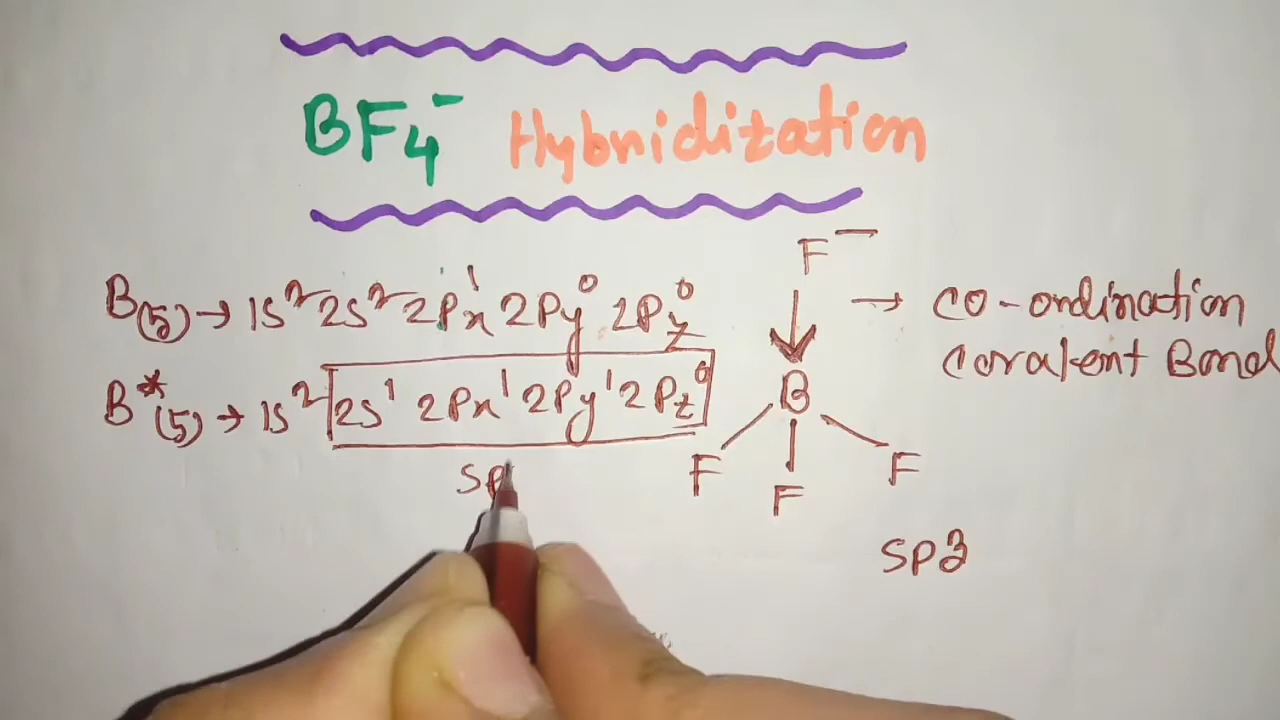 BF4⁻ Hybridization
B(5) → 1s² 2s² 2Px¹ 2Py⁰ 2Pz⁰
B*(5) → 1s² 2s¹ 2Px¹ 2Py¹ 2Pz⁰
SP
F⁻
→ co-ordination
covalent Bond
B
F F F
SP3